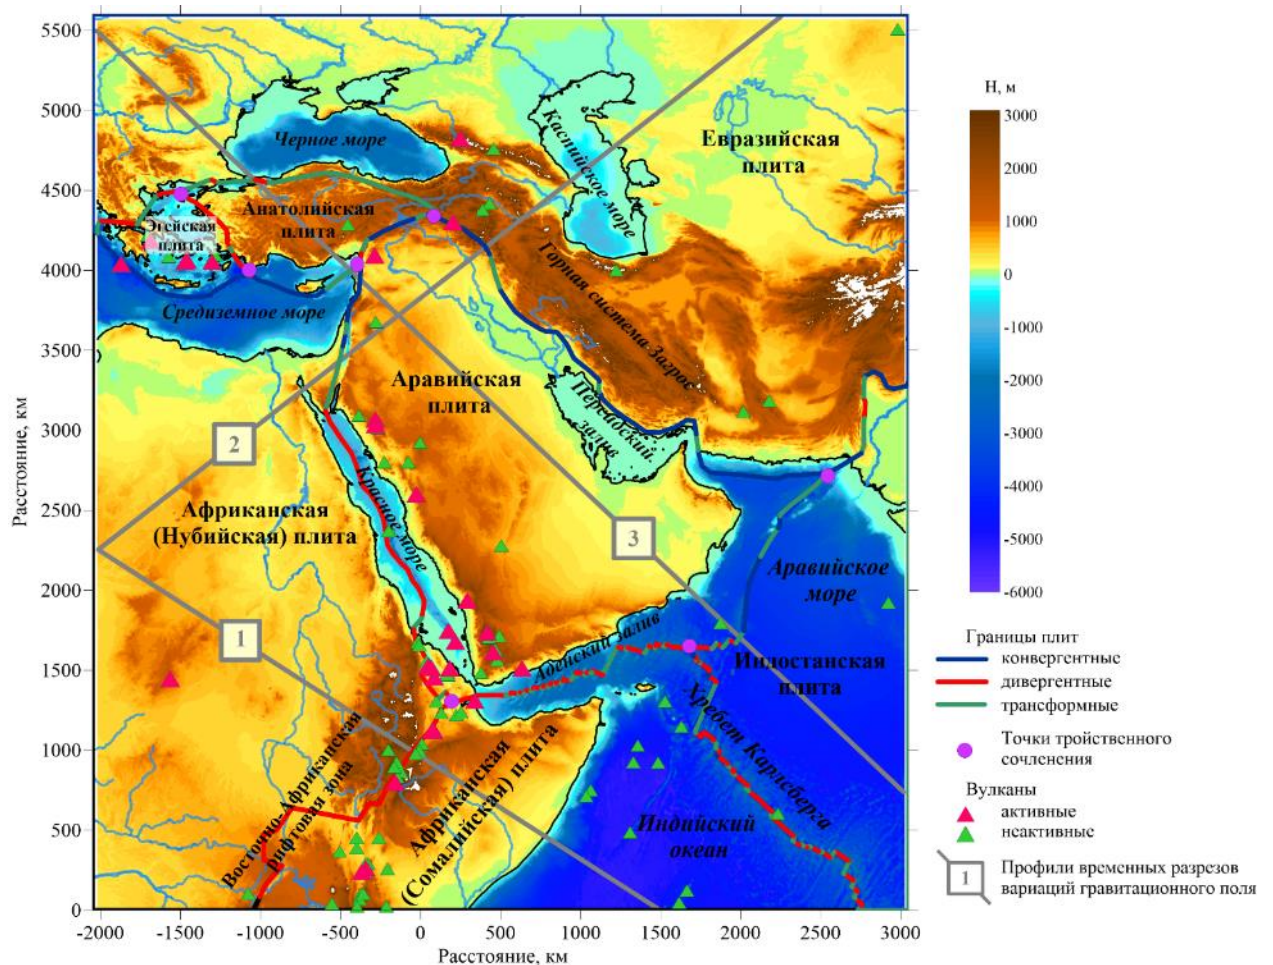 5500
5000
4500
4000
3500
3000
2500
2000
1500
1000
500
0
Расстояние, км
-2000
-1500
-1000
-500
0
500
1000
1500
2000
2500
3000
Расстояние, км
Черное море
Каспийское море
Евразийская
плита
Анатолийская
плита
Эгейская
плита
Средиземное море
Горная система Загрос
Аравийская
плита
Персидский
залив
2
Красное море
Африканская
(Нубийская) плита
3
Аравийское
море
1
Аденский залив
Индостанская
плита
Хребет Карлсберга
Восточно-Африканская
рифтовая зона
Африканская
(Сомалийская) плита
Индийский
океан
Н, м
3000
2000
1000
0
-1000
-2000
-3000
-4000
-5000
-6000
Границы плит
конвергентные
дивергентные
трансформные
Точки тройственного
сочленения
Вулканы
активные
неактивные
1
Профили временных разрезов
вариаций гравитационного поля